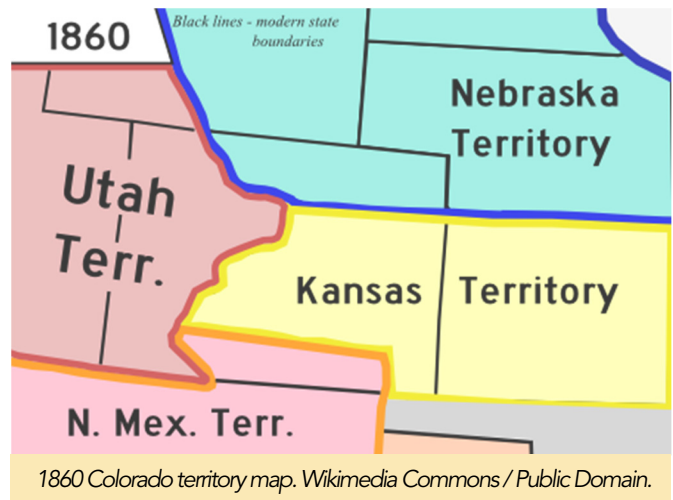 1860
Black lines - modern state
boundaries
Nebraska
Territory
Utah
Terr.
Kansas Territory
N. Mex. Terr.
1860 Colorado territory map. Wikimedia Commons / Public Domain.